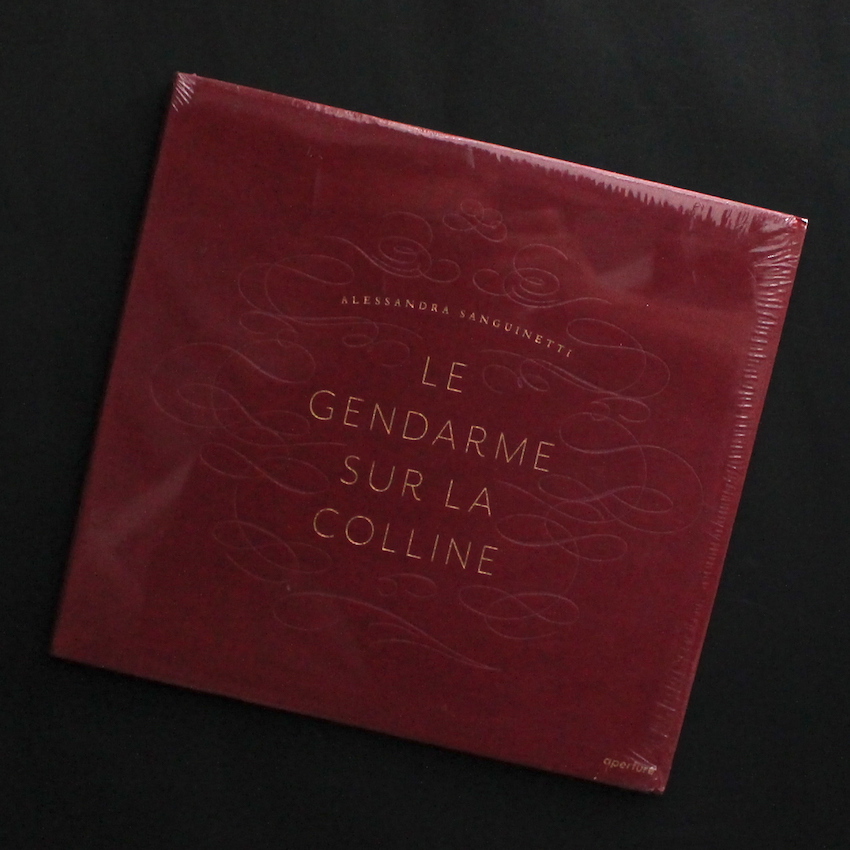 ALESSANDRA SANGUINETTI
LE
GENDARME
SUR LA
COLLINE
aperture